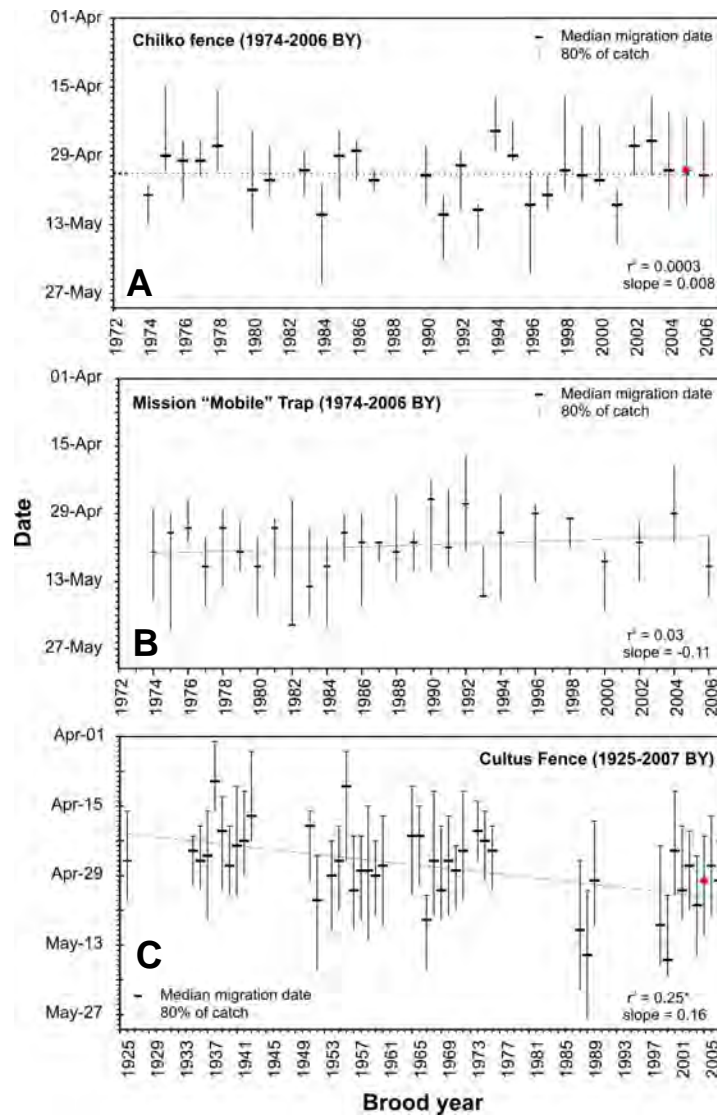 A
Chilko fence (1974-2006 BY)
Median migration date
80% of catch
01-Apr
15-Apr
29-Apr
13-May
27-May
r² = 0.0003
slope = 0.008
1972 1974 1976 1978 1980 1982 1984 1986 1988 1990 1992 1994 1996 1998 2000 2002 2004 2006
B
Mission "Mobile" Trap (1974-2006 BY)
Median migration date
80% of catch
01-Apr
15-Apr
29-Apr
13-May
27-May
r² = 0.03
slope = -0.11
1972 1974 1976 1978 1980 1982 1984 1986 1988 1990 1992 1994 1996 1998 2000 2002 2004 2006
Date
C
Cultus Fence (1925-2007 BY)
Apr-01
Apr-15
Apr-29
May-13
May-27
Median migration date
80% of catch
r² = 0.25*
slope = 0.16
1925 1929 1933 1937 1941 1945 1949 1953 1957 1961 1965 1969 1973 1977 1981 1985 1989 1993 1997 2001 2005
Brood year